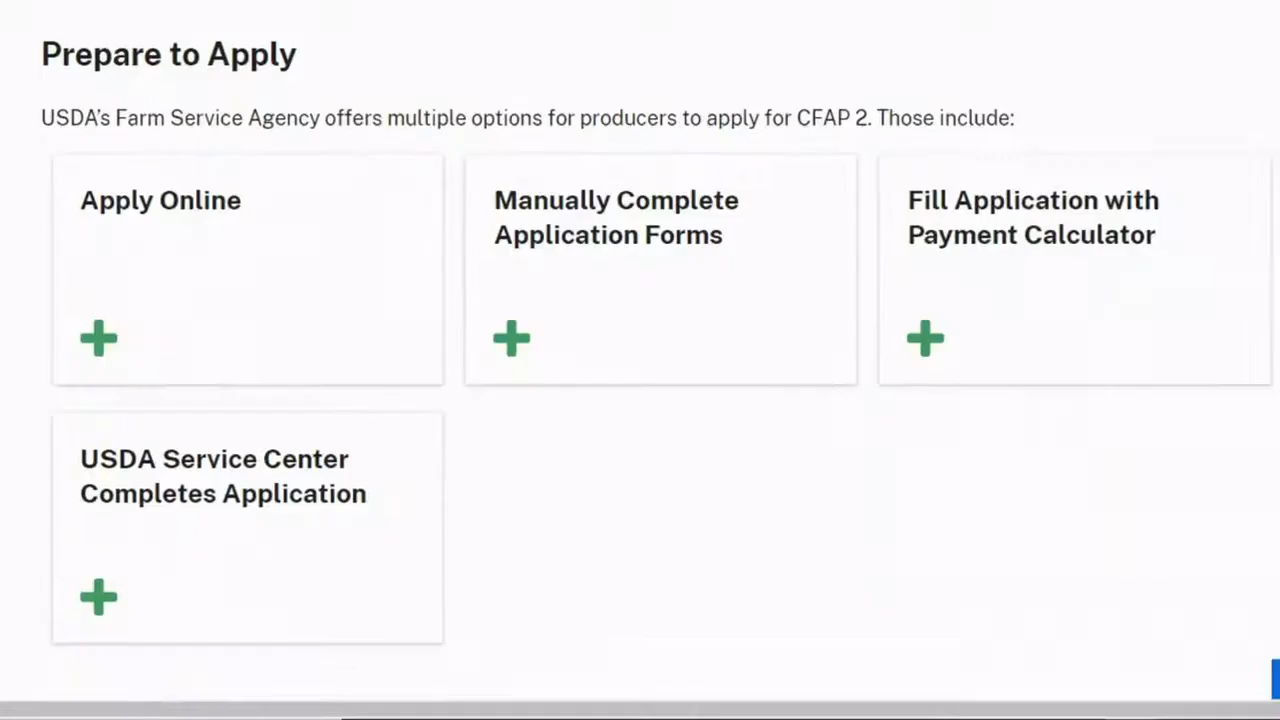 Prepare to Apply
USDA's Farm Service Agency offers multiple options for producers to apply for CFAP 2. Those include:
Apply Online
Manually Complete
Application Forms
Fill Application with
Payment Calculator
USDA Service Center
Completes Application